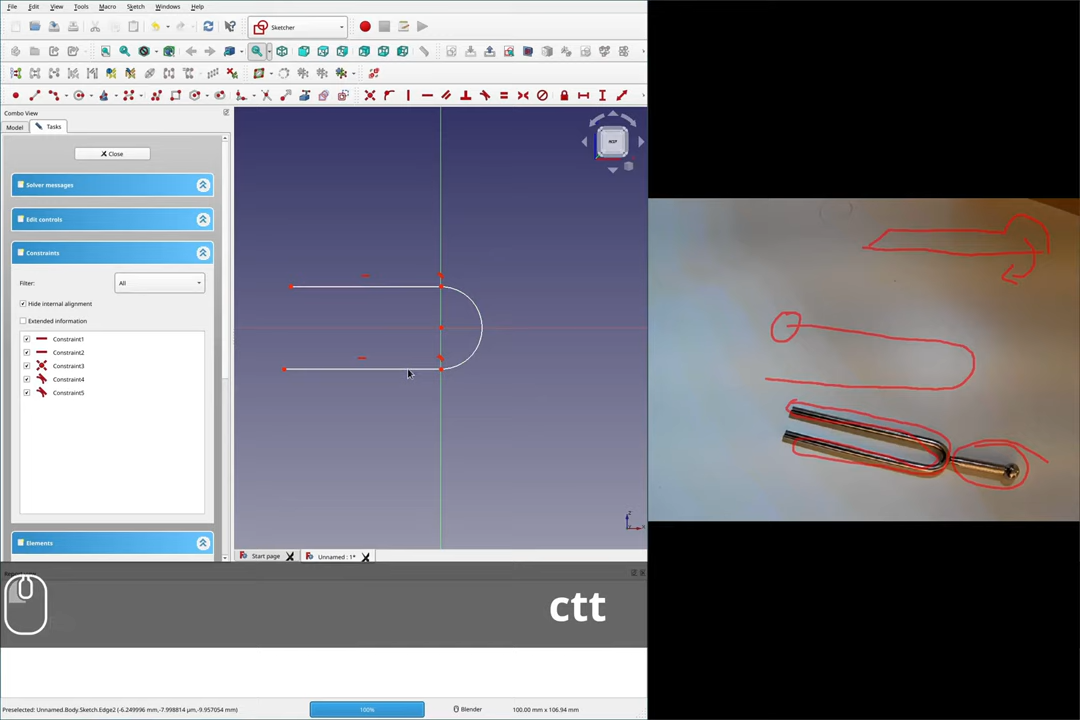 File Edit View Tools Macro Sketch Windows Help
Sketcher
Combo View
Model Tasks
Close
Solver messages
Edit controls
Constraints
Filter: All
Hide internal alignment
Extended information
Constraint1
Constraint2
Constraint3
Constraint4
Constraint5
Elements
Start page
Unnamed : 1*
ctt
Preselected: Unnamed.Body.Sketch.Edge2 (-6.249996 mm,-7.998814 µm,-9.957054 mm)
100%
Blender
100.00 mm x 106.94 mm